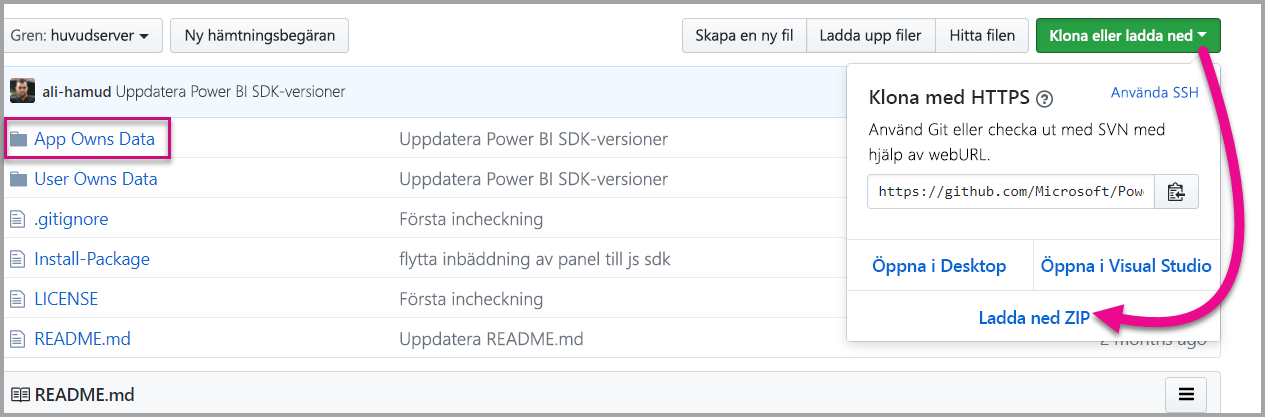 Gren: huvudserver
Ny hämtningsbegäran
Skapa en ny fil
Ladda upp filer
Hitta filen
Klona eller ladda ned
ali-hamud Uppdatera Power BI SDK-versioner
App Owns Data
Uppdatera Power BI SDK-versioner
User Owns Data
Uppdatera Power BI SDK-versioner
.gitignore
Första incheckning
Install-Package
flytta inbäddning av panel till js sdk
LICENSE
Första incheckning
README.md
Uppdatera README.md
Klona med HTTPS
Använda SSH
Använd Git eller checka ut med SVN med
hjälp av webURL.
https://github.com/Microsoft/Pow
Öppna i Desktop
Öppna i Visual Studio
Ladda ned ZIP
2 months ago
README.md